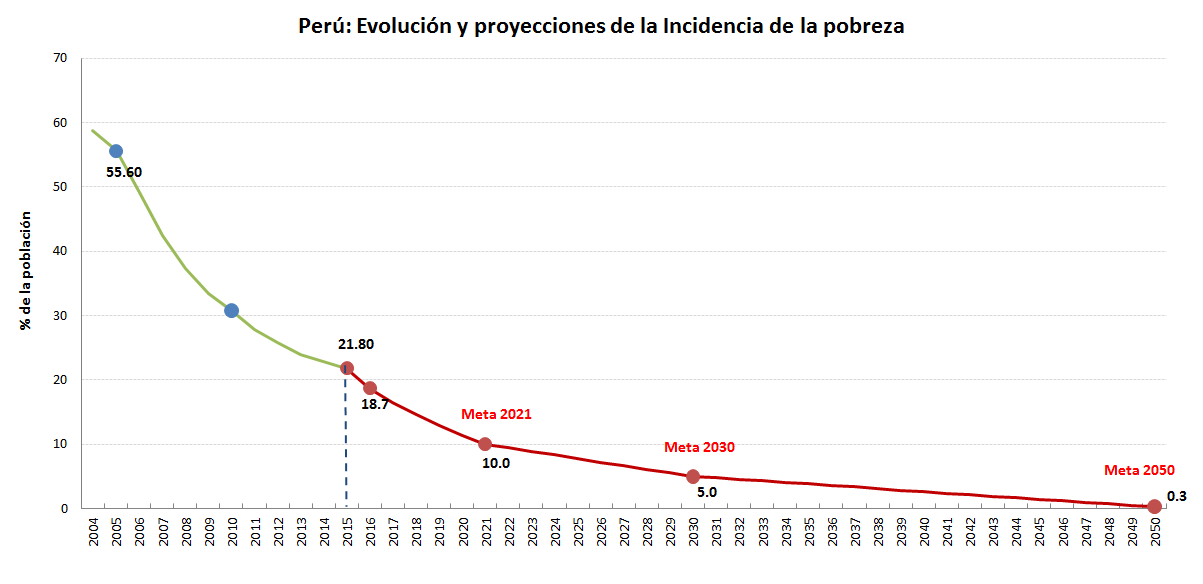 Perú: Evolución y proyecciones de la Incidencia de la pobreza
% de la población
70
60
50
40
30
20
10
0
55.60
21.80
18.7
Meta 2021
10.0
Meta 2030
5.0
Meta 2050
0.3
2004 2005 2006 2007 2008 2009 2010 2011 2012 2013 2014 2015 2016 2017 2018 2019 2020 2021 2022 2023 2024 2025 2026 2027 2028 2029 2030 2031 2032 2033 2034 2035 2036 2037 2038 2039 2040 2041 2042 2043 2044 2045 2046 2047 2048 2049 2050